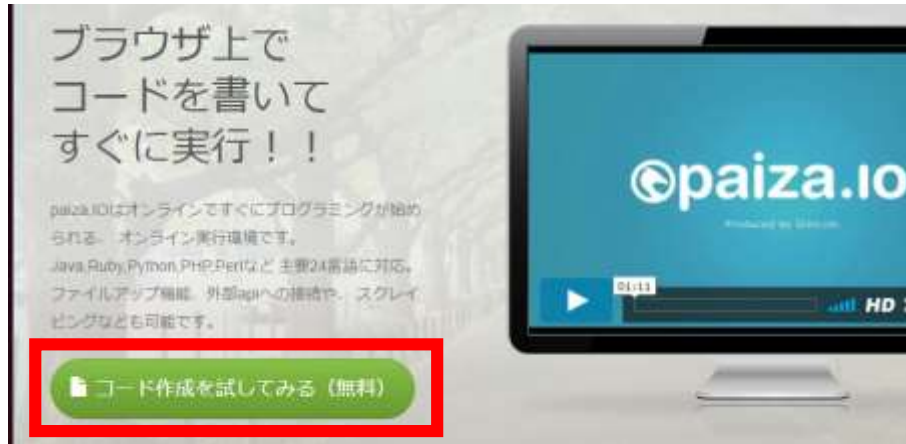 ブラウザ上で
コードを書いて
すぐに実行！！
paiza.IOはオンラインですぐにプログラミングが始め
られる、オンライン実行環境です。
Java,Ruby,Python,PHP,Perlなど 主要24言語に対応。
ファイルアップ機能、外部apiへの接続や、スクレイ
ピングなども可能です。
コード作成を試してみる（無料）
paiza.IO
01:11
HD